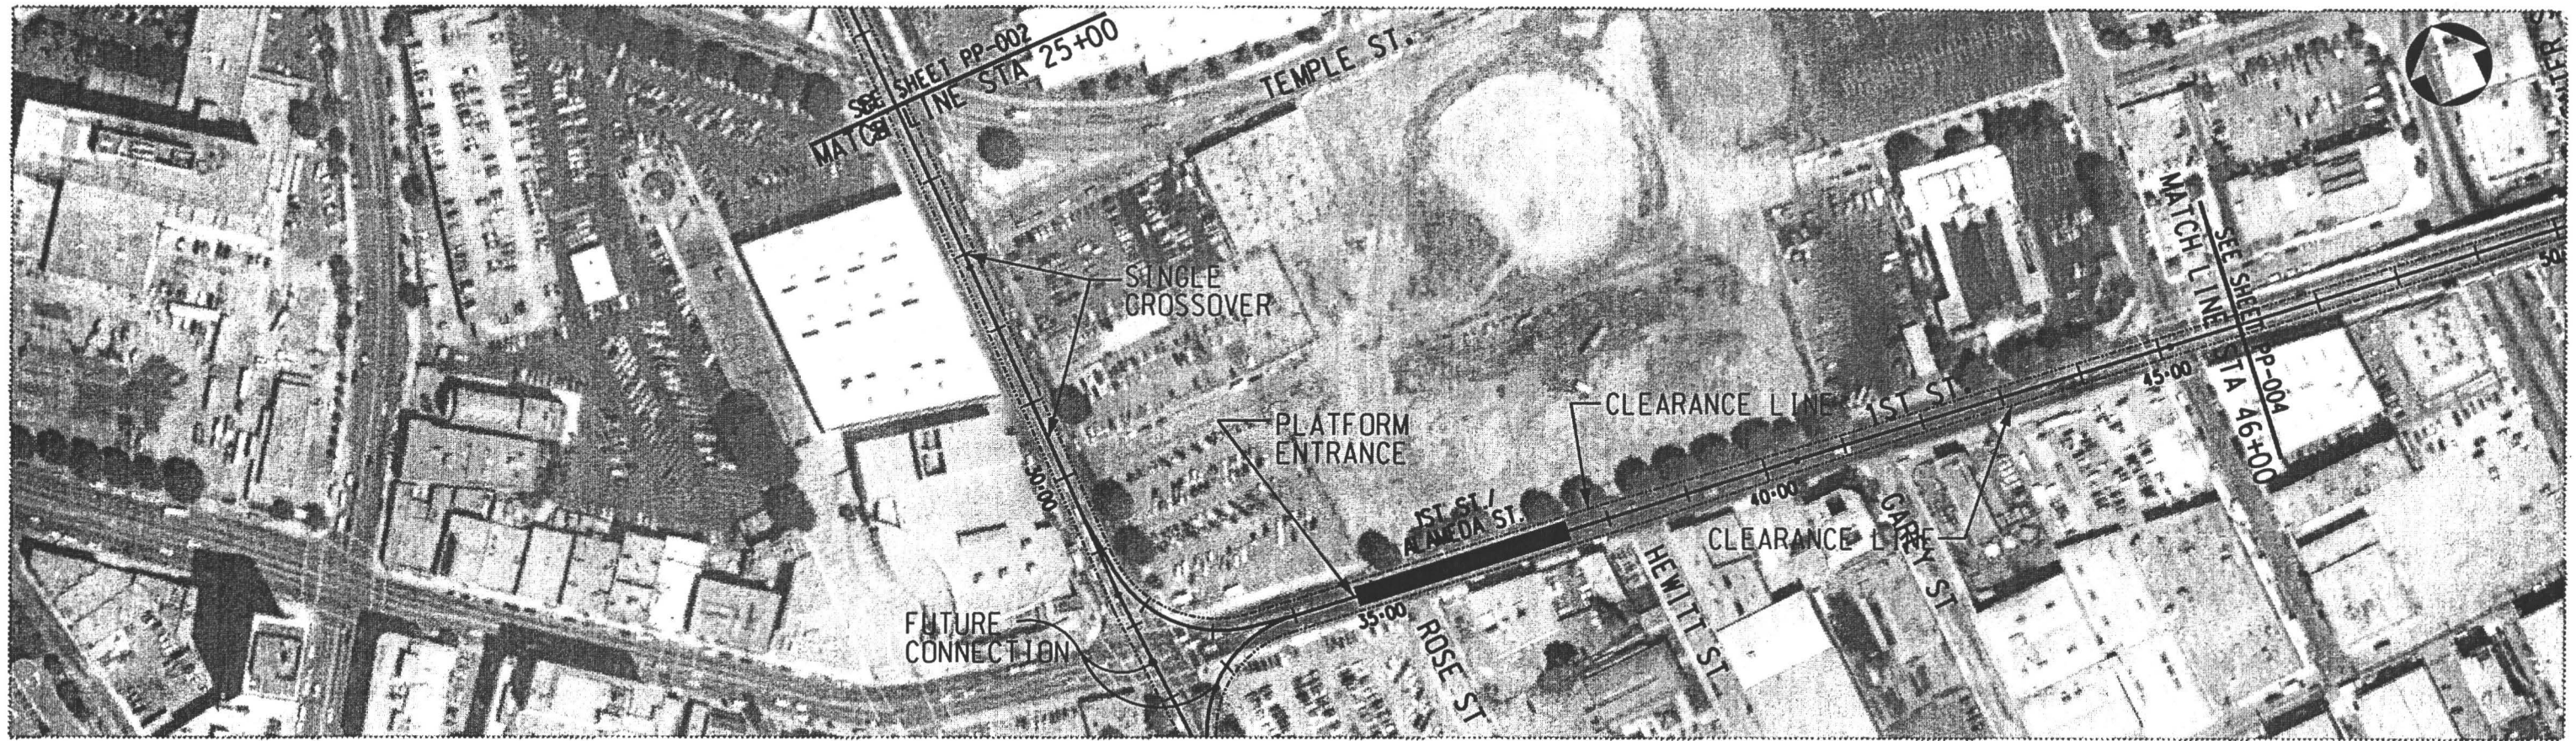 SEE SHEET PP-002
MATCH LINE STA 25+00
TEMPLE ST.
SINGLE
CROSSOVER
MATCH LINE STA 46+00
SEE SHEET PP-004
PLATFORM
ENTRANCE
CLEARANCE LINE
1ST ST.
45+00
30+00
40+00
1ST ST./
ALAMEDA ST.
CLEARANCE LINE
GAREY ST
HEWITT ST.
35+00
ROSE ST
FUTURE
CONNECTION